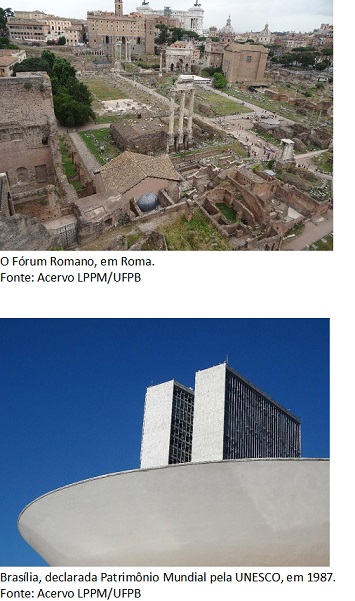 O Fórum Romano, em Roma.
Fonte: Acervo LPPM/UFPB
Brasília, declarada Patrimônio Mundial pela UNESCO, em 1987.
Fonte: Acervo LPPM/UFPB